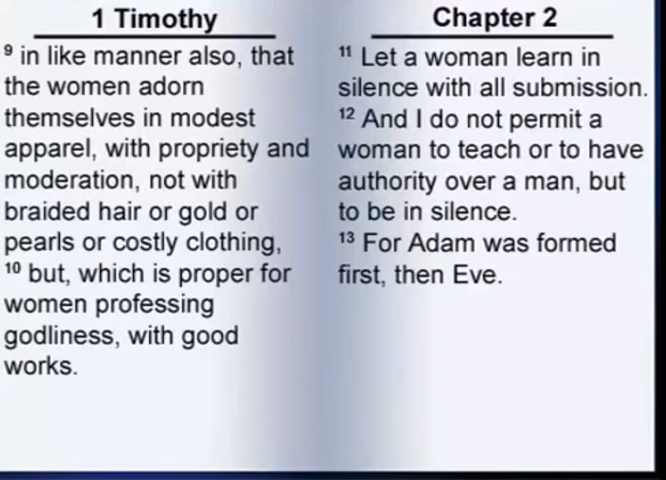 1 Timothy
⁹ in like manner also, that
the women adorn
themselves in modest
apparel, with propriety and
moderation, not with
braided hair or gold or
pearls or costly clothing,
¹⁰ but, which is proper for
women professing
godliness, with good
works.
Chapter 2
¹¹ Let a woman learn in
silence with all submission.
¹² And I do not permit a
woman to teach or to have
authority over a man, but
to be in silence.
¹³ For Adam was formed
first, then Eve.